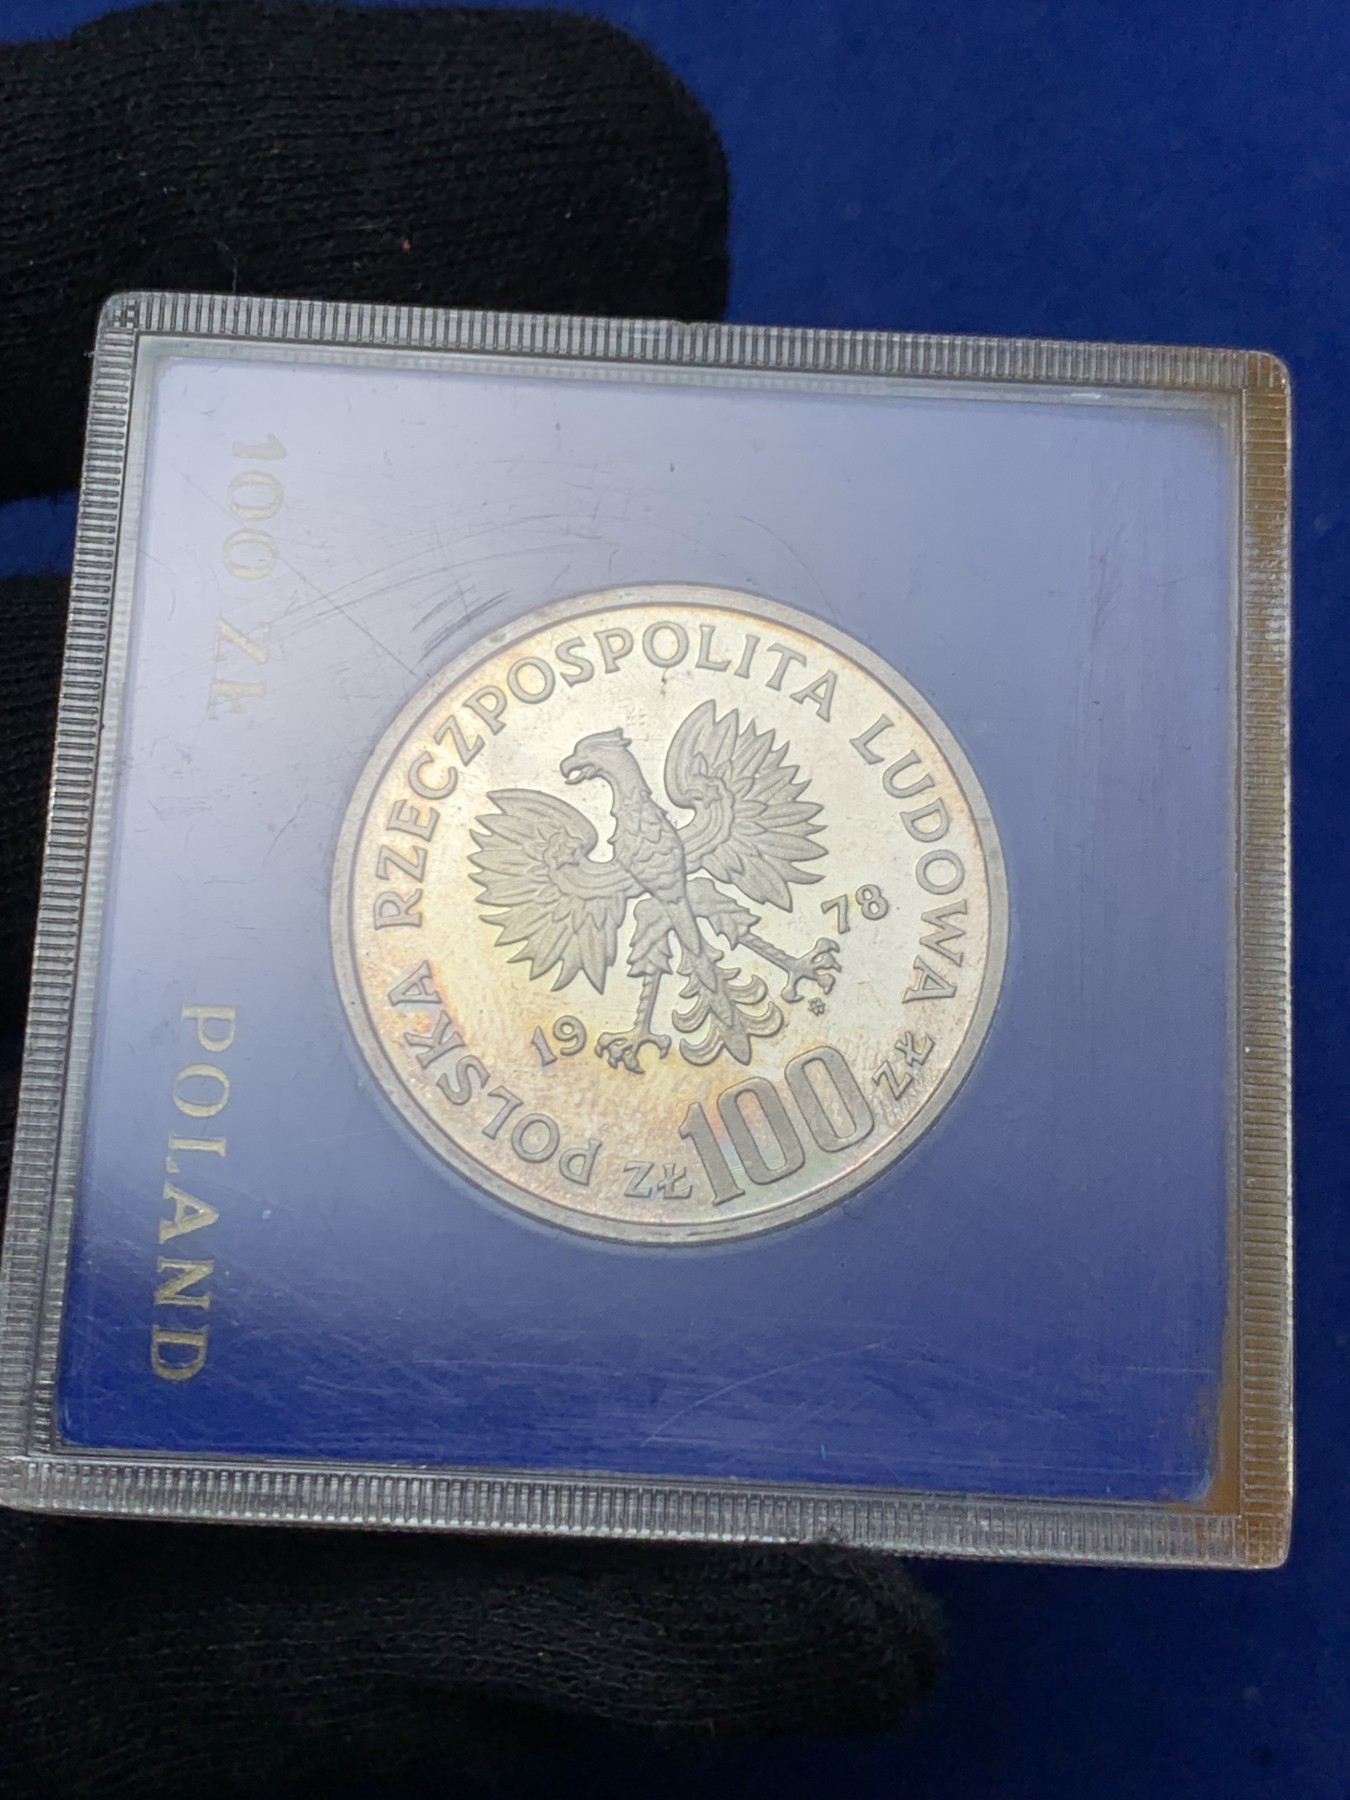 100 ZŁ
POLAND
POLSKA RZECZPOSPOLITA LUDOWA
19 78
ZŁ 100 ZŁ